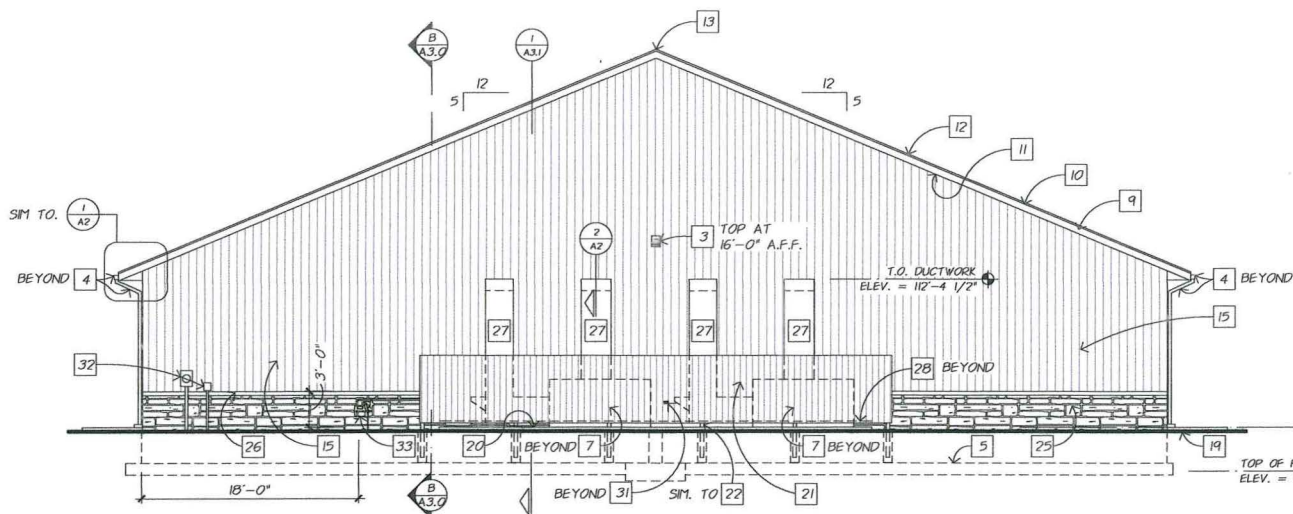 13
B
A3.0
1
A3.1
12
5
12
5
12
11
10
9
SIM TO.
1
A2
3
TOP AT
16'-0" A.F.F.
2
A2
BEYOND 4
T.O. DUCTWORK
ELEV. = 112'-4 1/2"
4 BEYOND
15
27
27
27
27
32
3'-0"
28 BEYOND
26
15
33
20
BEYOND
7
BEYOND
7
5
25
19
18'-0"
B
A3.0
BEYOND 31
SIM. TO 22
21
TOP OF
ELEV. =